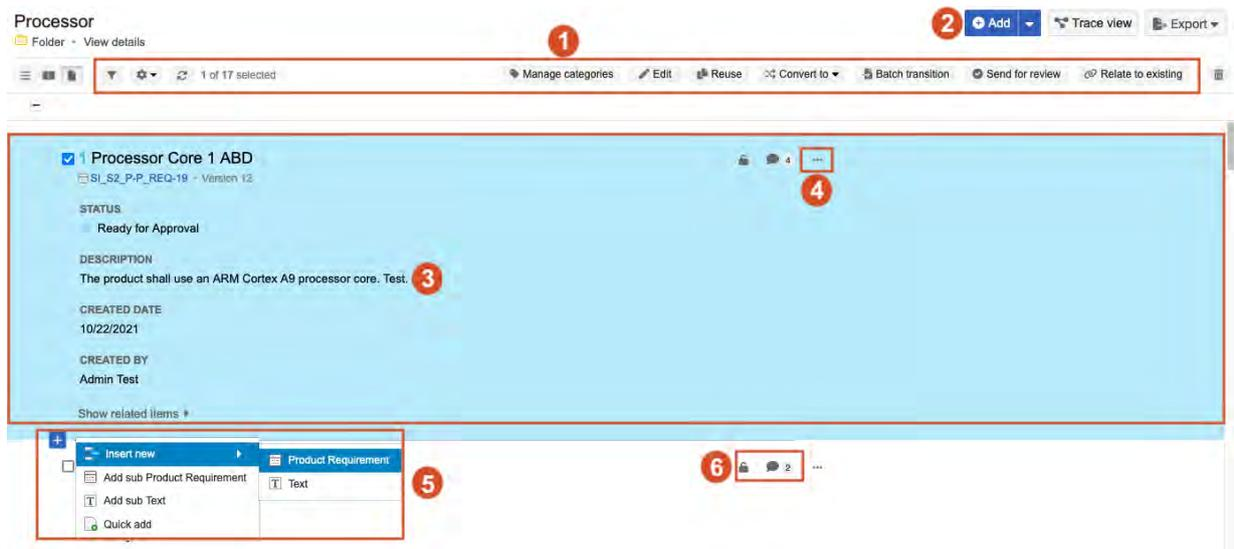 Processor
Folder - View details
2 Add Trace view Export
1
1 of 17 selected Manage categories Edit Reuse Convert to Batch transition Send for review Relate to existing
1 Processor Core 1 ABD 4 ...
SI_S2_P-P_REQ-19 - Version 12
4
STATUS
Ready for Approval
DESCRIPTION
The product shall use an ARM Cortex A9 processor core. Test. 3
CREATED DATE
10/22/2021
CREATED BY
Admin Test
Show related items
Insert new Product Requirement 6 2 ...
Add sub Product Requirement T Text 5
T Add sub Text
Quick add